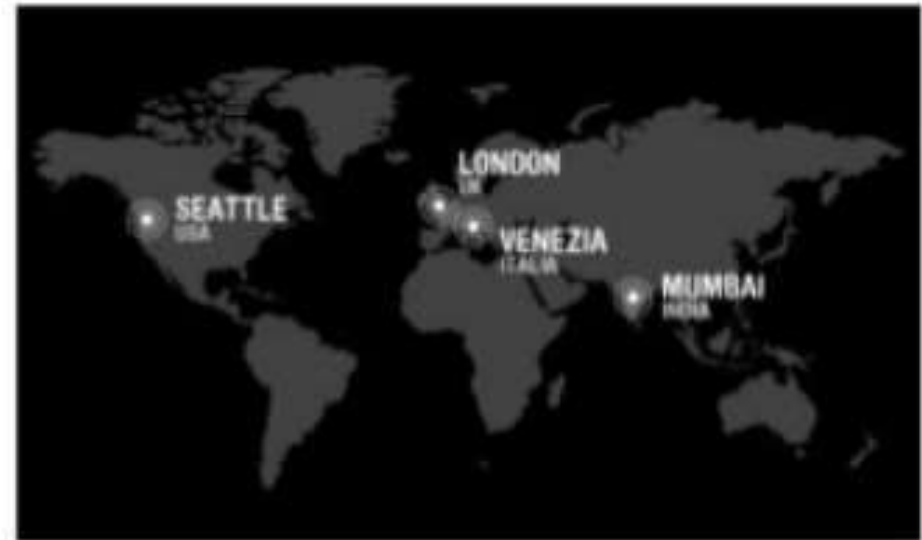 LONDON
UK
SEATTLE
USA
VENEZIA
ITALIA
MUMBAI
INDIA